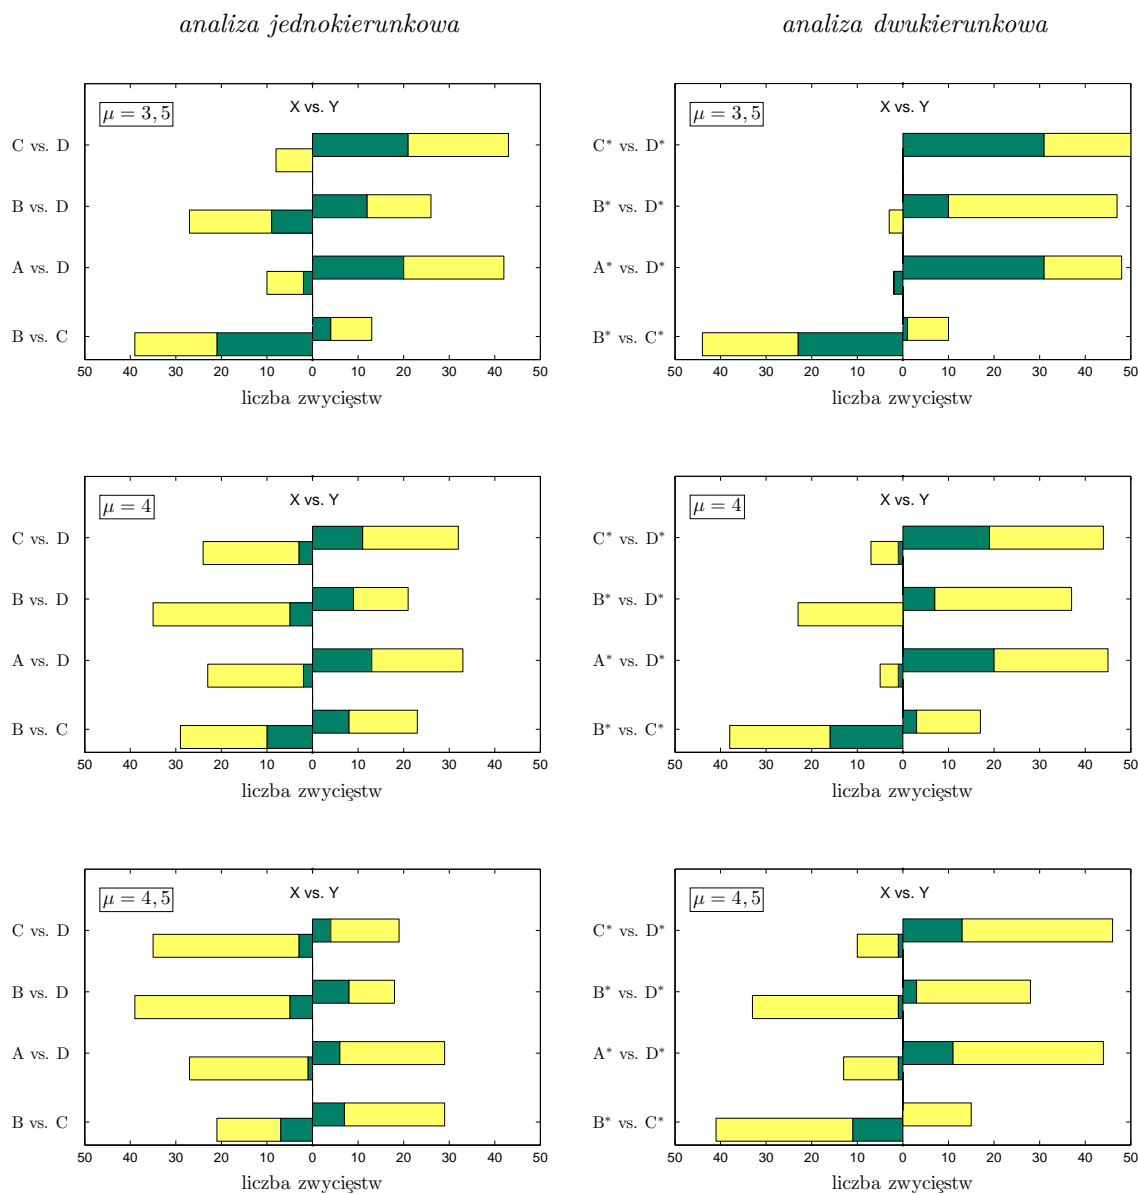 analiza jednokierunkowa
analiza dwukierunkowa
μ = 3, 5
X vs. Y
C vs. D
B vs. D
A vs. D
B vs. C
50 40 30 20 10 0 10 20 30 40 50
liczba zwycięstw
μ = 3, 5
X vs. Y
C* vs. D*
B* vs. D*
A* vs. D*
B* vs. C*
50 40 30 20 10 0 10 20 30 40 50
liczba zwycięstw
μ = 4
X vs. Y
C vs. D
B vs. D
A vs. D
B vs. C
50 40 30 20 10 0 10 20 30 40 50
liczba zwycięstw
μ = 4
X vs. Y
C* vs. D*
B* vs. D*
A* vs. D*
B* vs. C*
50 40 30 20 10 0 10 20 30 40 50
liczba zwycięstw
μ = 4, 5
X vs. Y
C vs. D
B vs. D
A vs. D
B vs. C
50 40 30 20 10 0 10 20 30 40 50
liczba zwycięstw
μ = 4, 5
X vs. Y
C* vs. D*
B* vs. D*
A* vs. D*
B* vs. C*
50 40 30 20 10 0 10 20 30 40 50
liczba zwycięstw